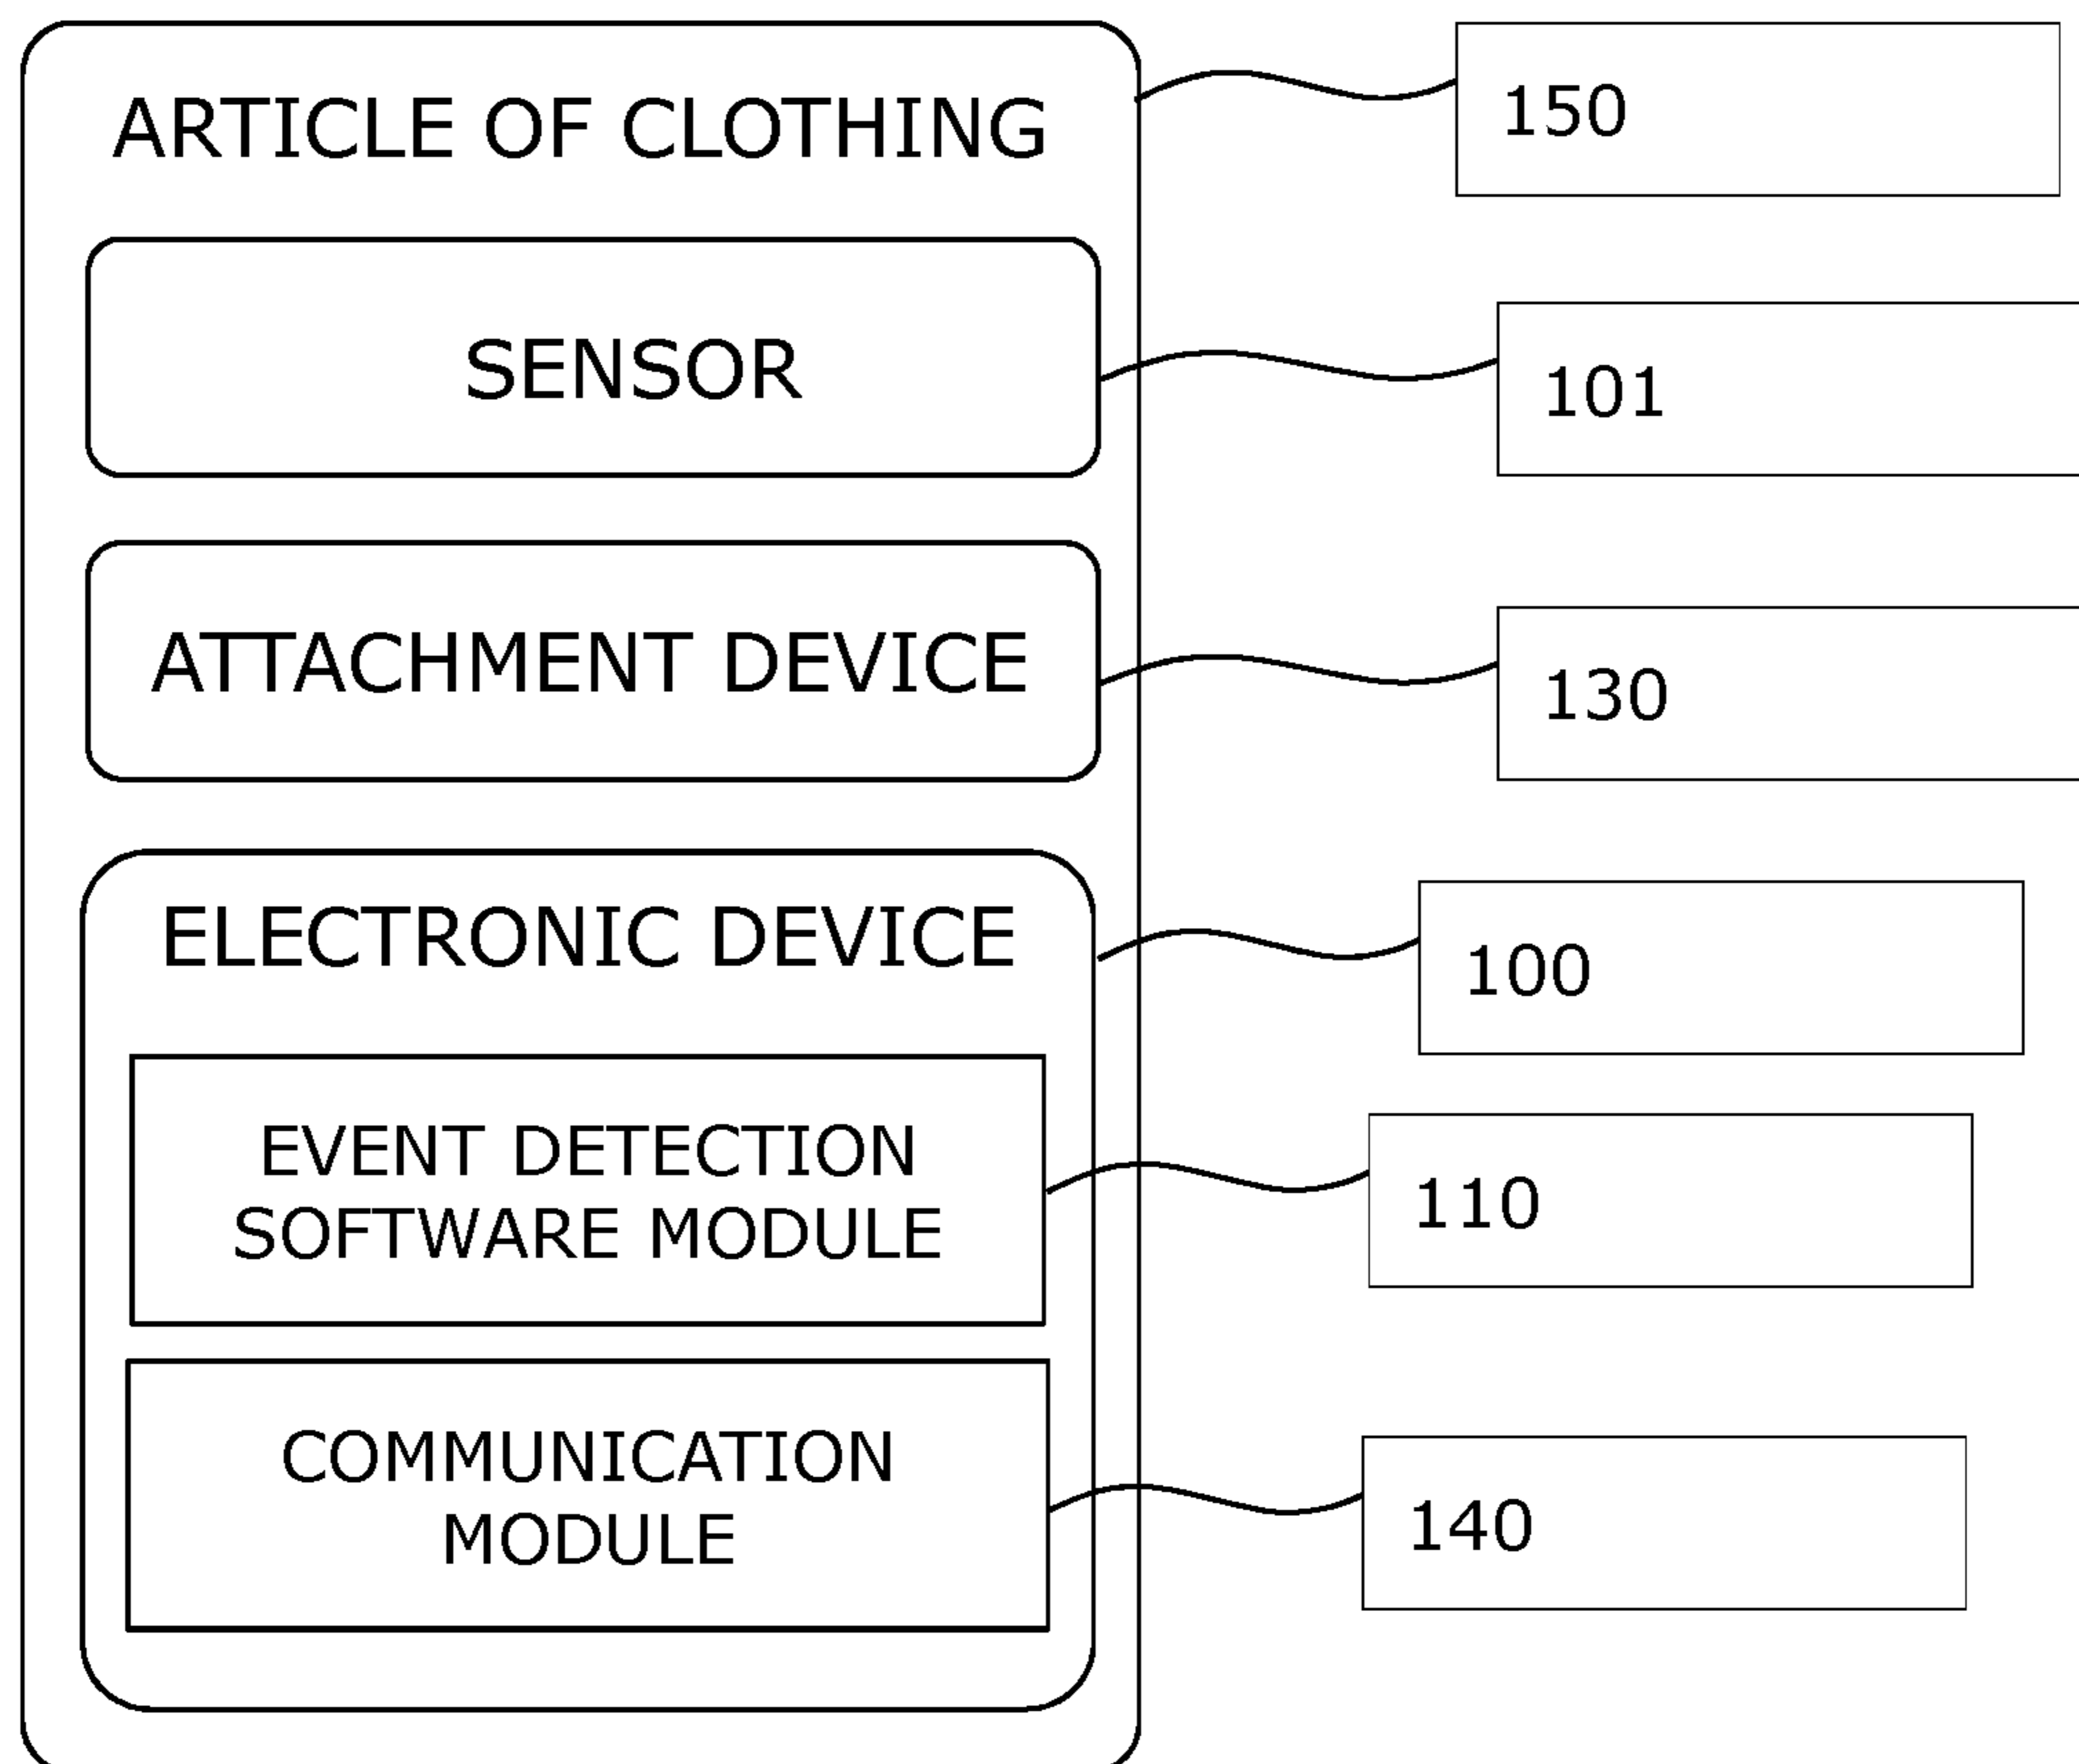 ARTICLE OF CLOTHING
150
SENSOR
101
ATTACHMENT DEVICE
130
ELECTRONIC DEVICE
100
EVENT DETECTION
SOFTWARE MODULE
110
COMMUNICATION
MODULE
140